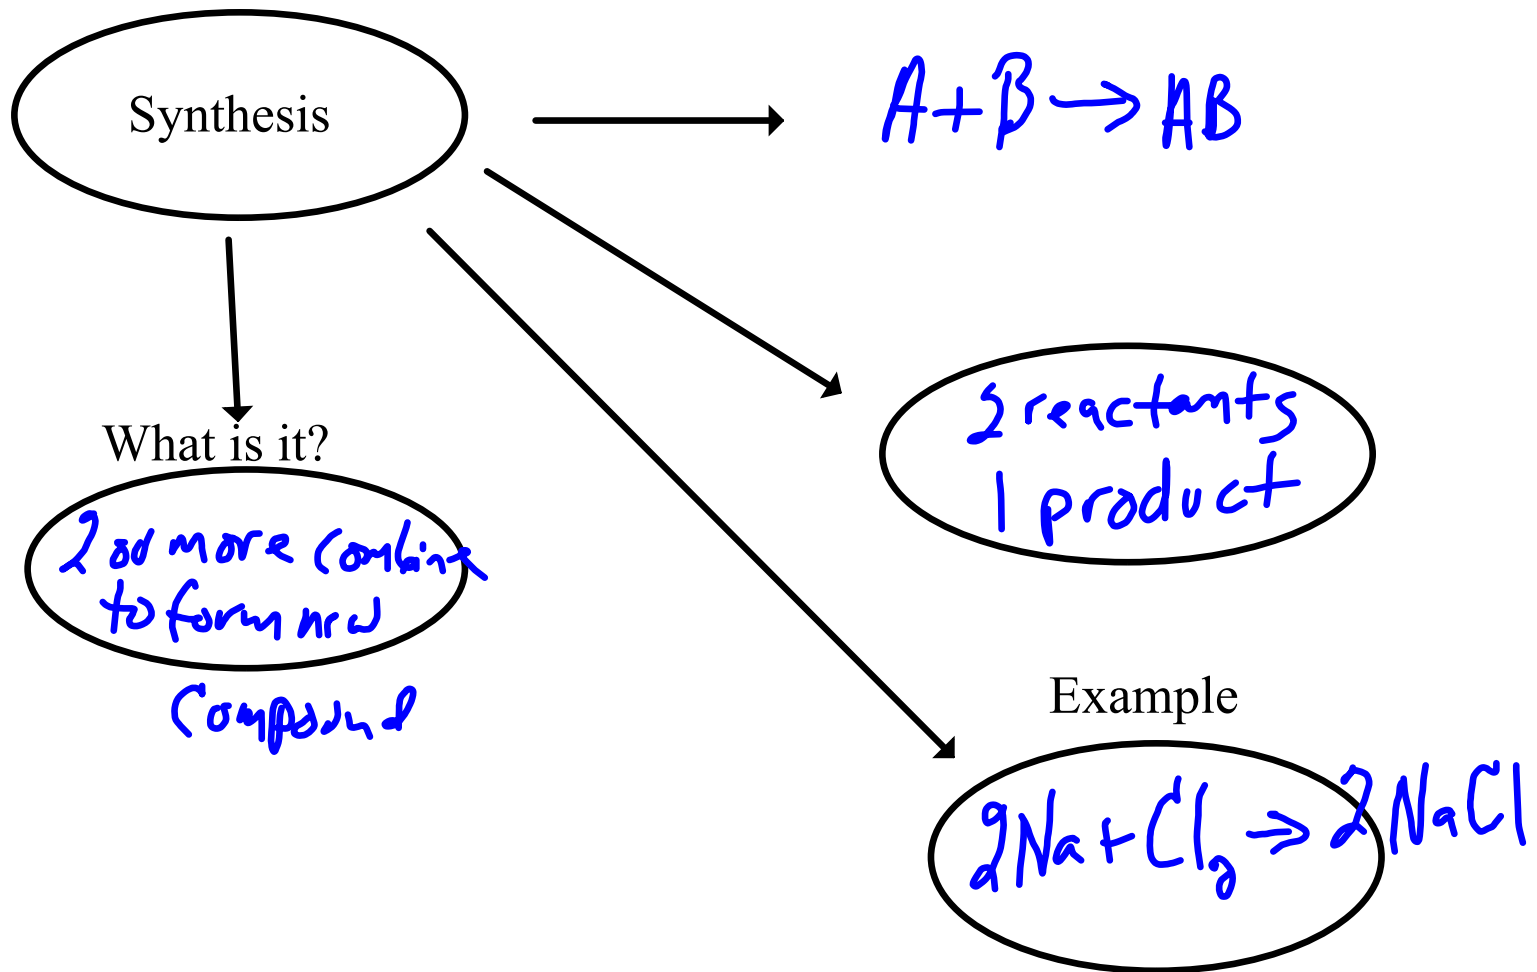 Synthesis
A + B → AB
2 reactants
1 product
What is it?
2 or more combine
to form new
Compound
Example
2Na + Cl₂ → 2NaCl